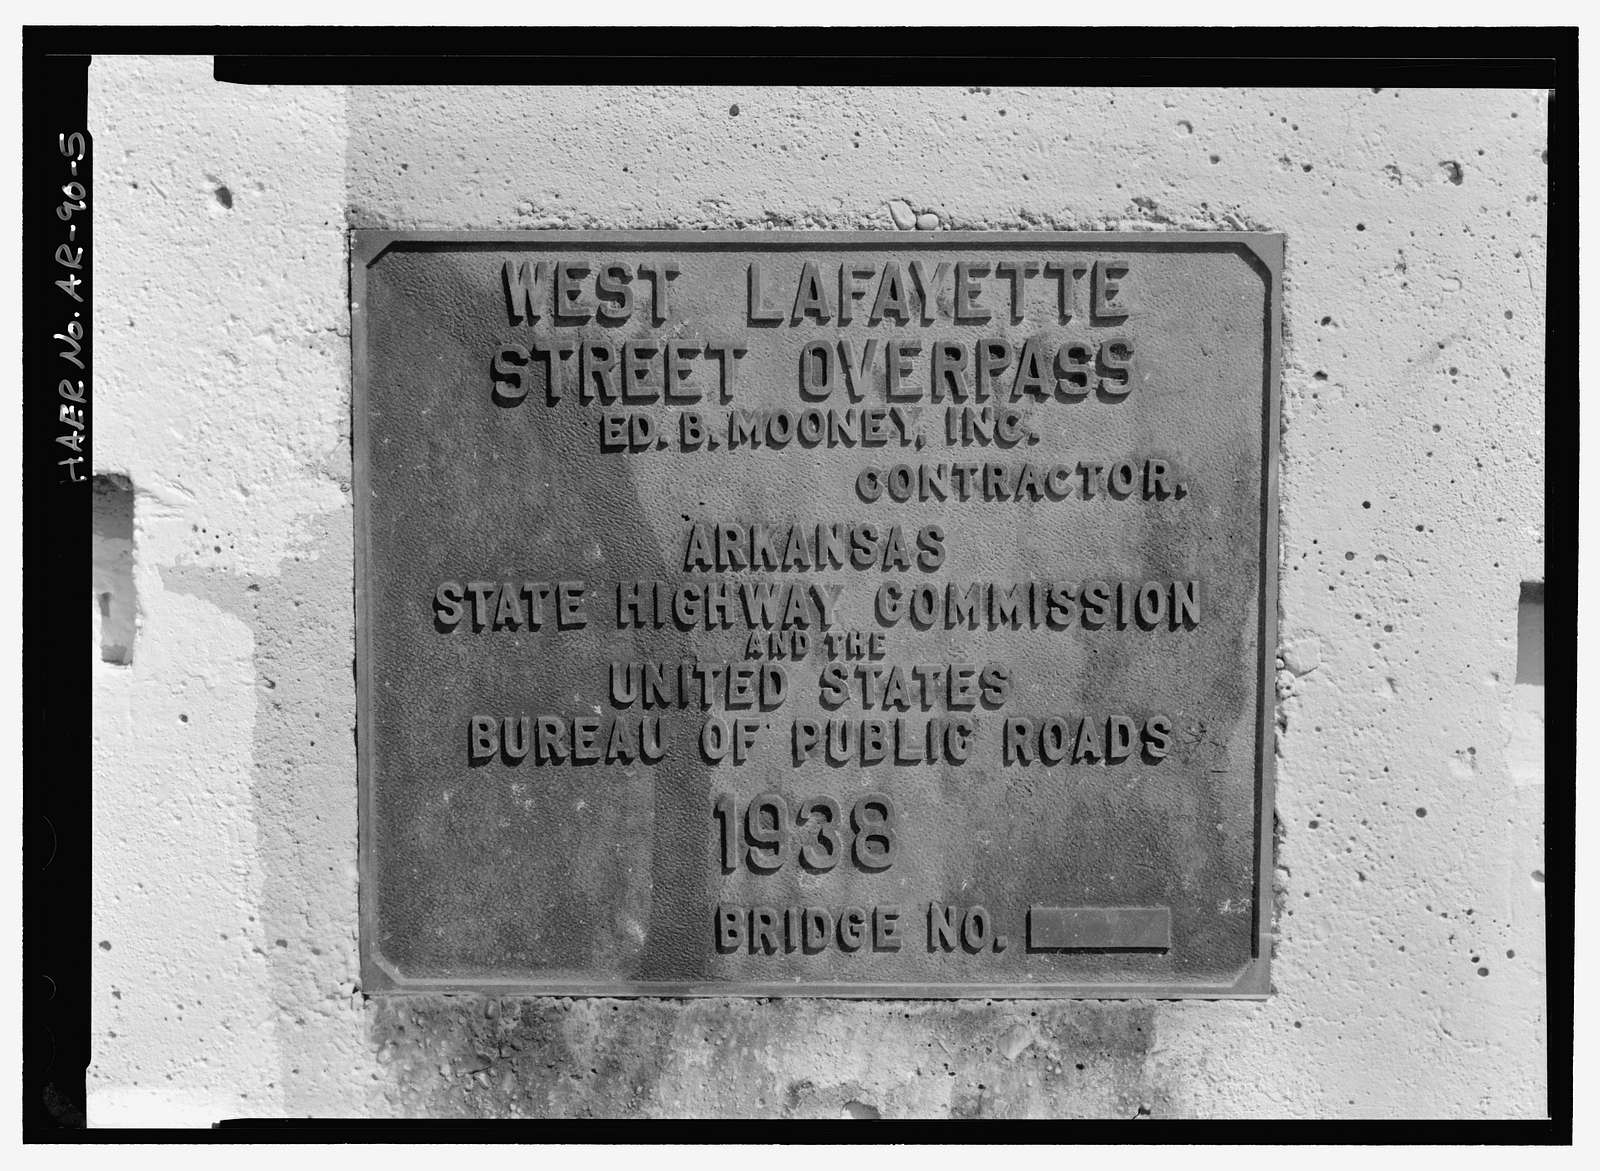 HAER No. AR-90-5
WEST LAFAYETTE
STREET OVERPASS
ED. B. MOONEY, INC.
CONTRACTOR.
ARKANSAS
STATE HIGHWAY COMMISSION
AND THE
UNITED STATES
BUREAU OF PUBLIC ROADS
1938
BRIDGE NO.